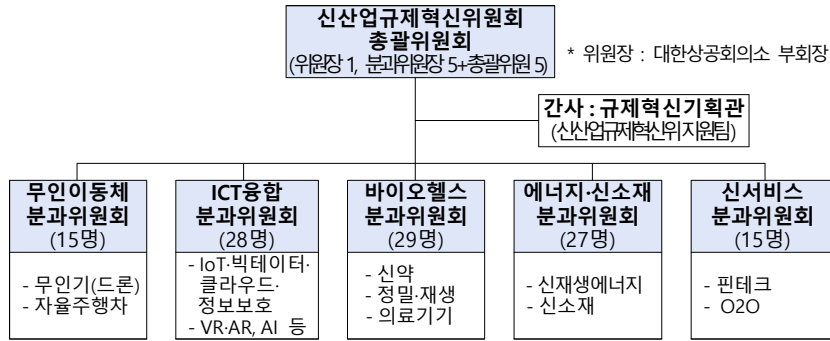 신산업규제혁신위원회
총괄위원회
(위원장 1, 분과위원장 5+총괄위원 5)
* 위원장 : 대한상공회의소 부회장
간사 : 규제혁신기획관
(신산업규제혁신위 지원팀)
무인이동체
분과위원회
(15명)
- 무인기(드론)
- 자율주행차
ICT융합
분과위원회
(28명)
- IoT·빅테이터·
클라우드·
정보보호
- VR·AR, AI 등
바이오헬스
분과위원회
(29명)
- 신약
- 정밀·재생
- 의료기기
에너지·신소재
분과위원회
(27명)
- 신재생에너지
- 신소재
신서비스
분과위원회
(15명)
- 핀테크
- O2O